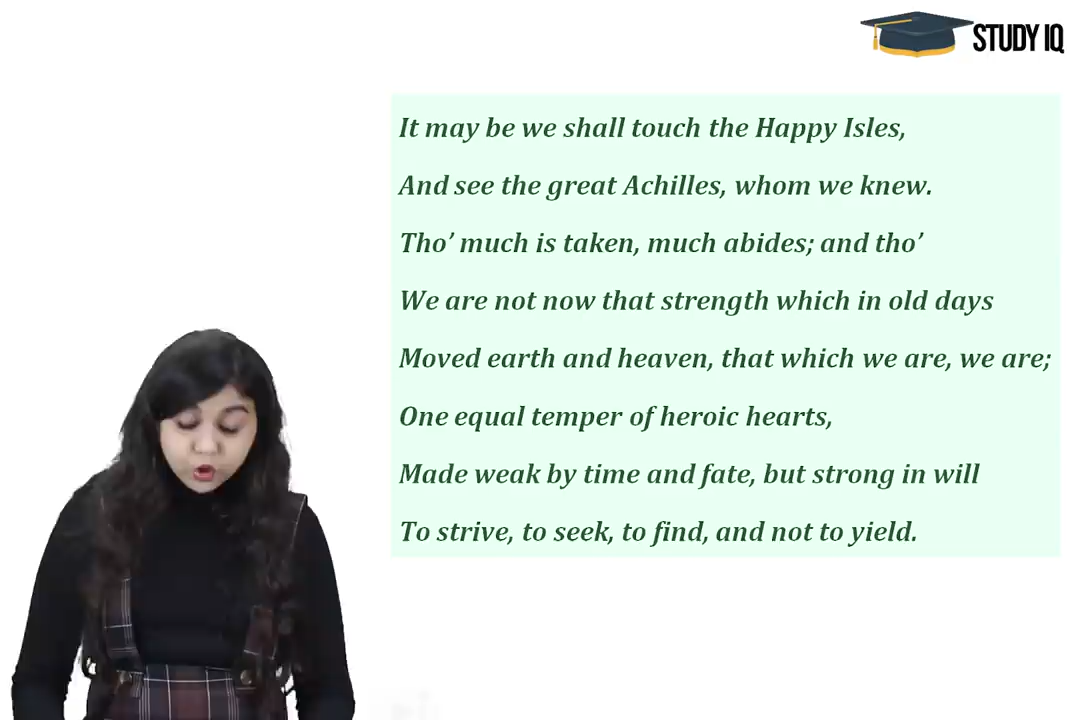 STUDY IQ
It may be we shall touch the Happy Isles,
And see the great Achilles, whom we knew.
Tho’ much is taken, much abides; and tho’
We are not now that strength which in old days
Moved earth and heaven, that which we are, we are;
One equal temper of heroic hearts,
Made weak by time and fate, but strong in will
To strive, to seek, to find, and not to yield.